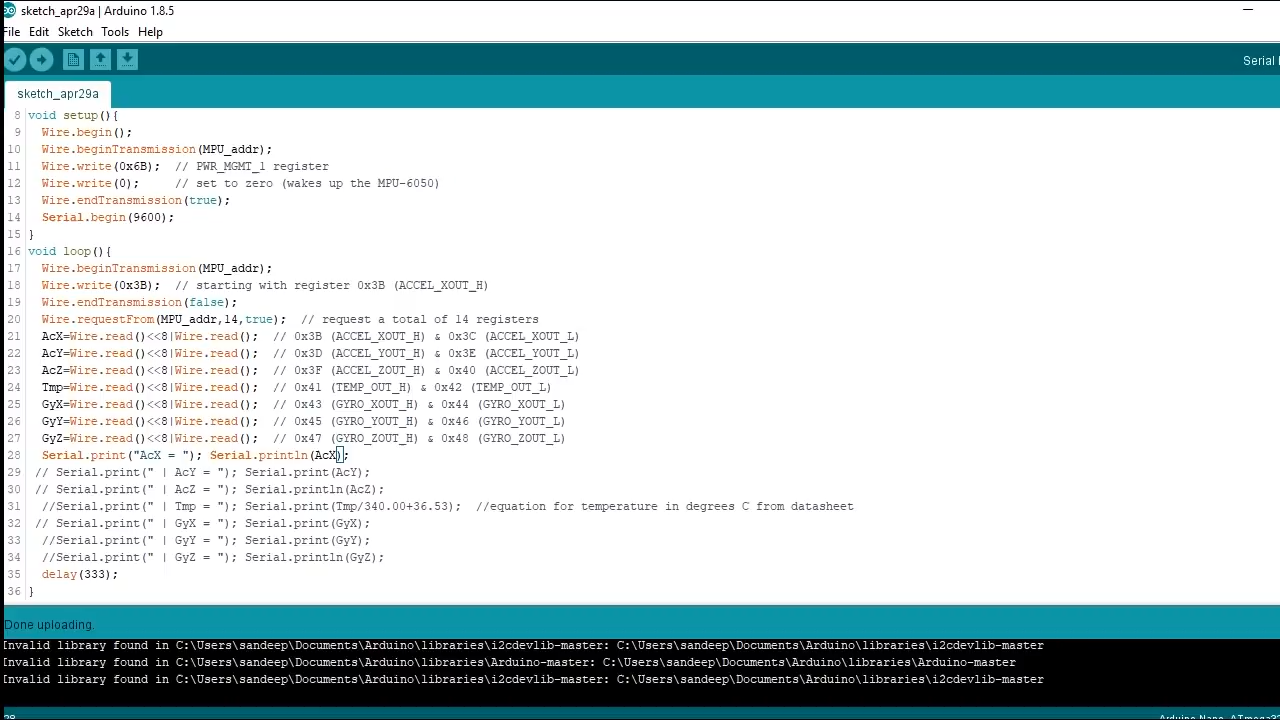 sketch_apr29a | Arduino 1.8.5
File Edit Sketch Tools Help
Serial
sketch_apr29a
8 void setup(){
9   Wire.begin();
10   Wire.beginTransmission(MPU_addr);
11   Wire.write(0x6B);  // PWR_MGMT_1 register
12   Wire.write(0);     // set to zero (wakes up the MPU-6050)
13   Wire.endTransmission(true);
14   Serial.begin(9600);
15 }
16 void loop(){
17   Wire.beginTransmission(MPU_addr);
18   Wire.write(0x3B);  // starting with register 0x3B (ACCEL_XOUT_H)
19   Wire.endTransmission(false);
20   Wire.requestFrom(MPU_addr,14,true);  // request a total of 14 registers
21   AcX=Wire.read()<<8|Wire.read();  // 0x3B (ACCEL_XOUT_H) & 0x3C (ACCEL_XOUT_L)
22   AcY=Wire.read()<<8|Wire.read();  // 0x3D (ACCEL_YOUT_H) & 0x3E (ACCEL_YOUT_L)
23   AcZ=Wire.read()<<8|Wire.read();  // 0x3F (ACCEL_ZOUT_H) & 0x40 (ACCEL_ZOUT_L)
24   Tmp=Wire.read()<<8|Wire.read();  // 0x41 (TEMP_OUT_H) & 0x42 (TEMP_OUT_L)
25   GyX=Wire.read()<<8|Wire.read();  // 0x43 (GYRO_XOUT_H) & 0x44 (GYRO_XOUT_L)
26   GyY=Wire.read()<<8|Wire.read();  // 0x45 (GYRO_YOUT_H) & 0x46 (GYRO_YOUT_L)
27   GyZ=Wire.read()<<8|Wire.read();  // 0x47 (GYRO_ZOUT_H) & 0x48 (GYRO_ZOUT_L)
28   Serial.print("AcX = "); Serial.println(AcX);
29  // Serial.print(" | AcY = "); Serial.print(AcY);
30  // Serial.print(" | AcZ = "); Serial.println(AcZ);
31   //Serial.print(" | Tmp = "); Serial.print(Tmp/340.00+36.53);  //equation for temperature in degrees C from datasheet
32  // Serial.print(" | GyX = "); Serial.print(GyX);
33   //Serial.print(" | GyY = "); Serial.print(GyY);
34   //Serial.print(" | GyZ = "); Serial.println(GyZ);
35   delay(333);
36 }
Done uploading.
Invalid library found in C:\Users\sandeep\Documents\Arduino\libraries\i2cdevlib-master: C:\Users\sandeep\Documents\Arduino\libraries\i2cdevlib-master
Invalid library found in C:\Users\sandeep\Documents\Arduino\libraries\Arduino-master: C:\Users\sandeep\Documents\Arduino\libraries\Arduino-master
Invalid library found in C:\Users\sandeep\Documents\Arduino\libraries\i2cdevlib-master: C:\Users\sandeep\Documents\Arduino\libraries\i2cdevlib-master
Arduino Nano,